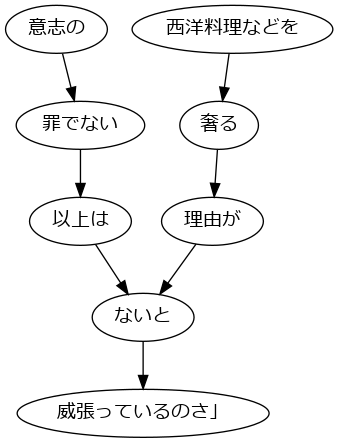 意志の
西洋料理などを
罪でない
奢る
以上は
理由が
ないと
威張っているのさ」